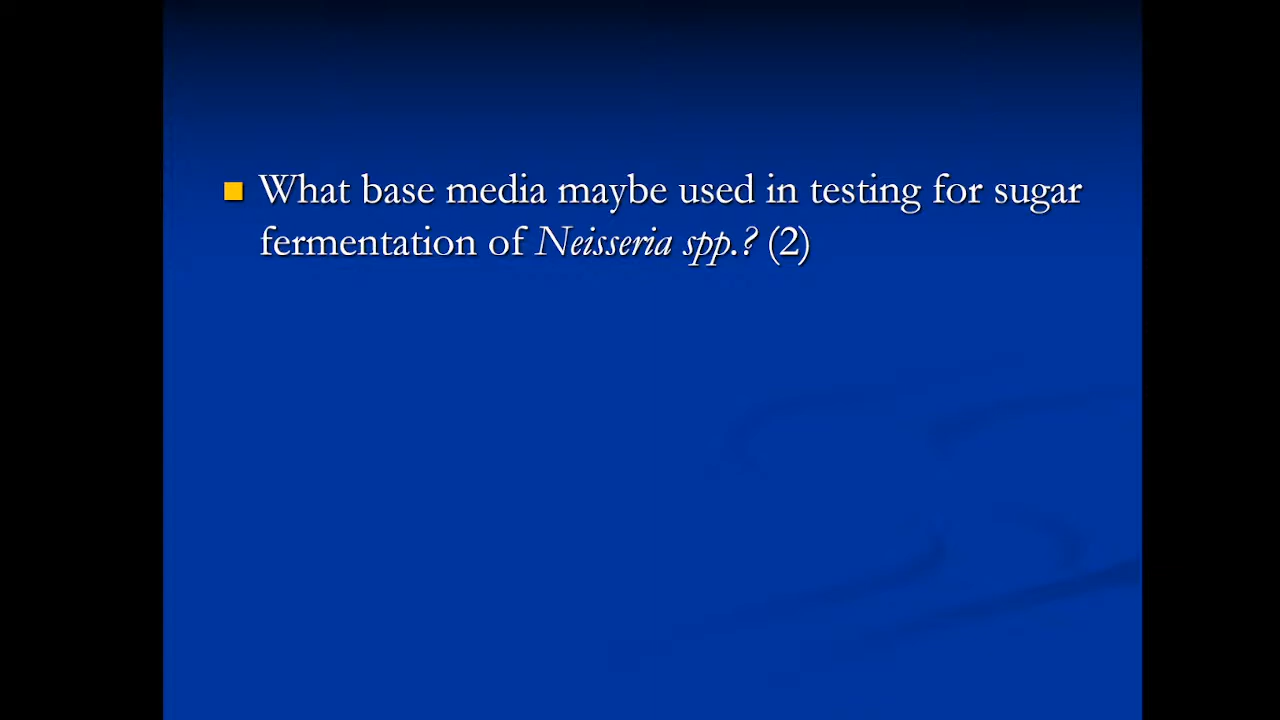 What base media maybe used in testing for sugar
fermentation of Neisseria spp.? (2)